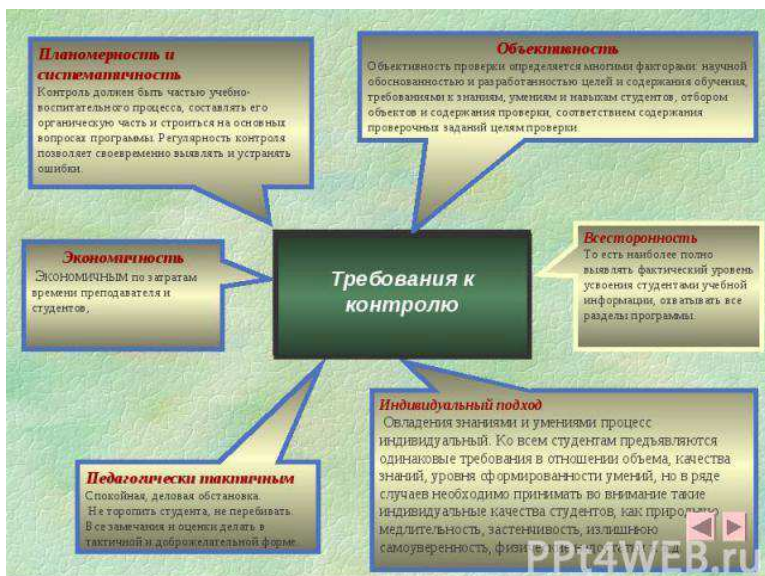 Планомерность и
систематичность
Контроль должен быть частью учебно-
воспитательного процесса, составлять его
органическую часть и строиться на основных
вопросах программы. Регулярность контроля
позволяет своевременно выявлять и устранять
ошибки.
Объективность
Объективность проверки определяется многими факторами: научной
обоснованностью и разработанностью целей и содержания обучения,
требованиями к знаниям, умениям и навыкам студентов, отбором
объектов и содержания проверки, соответствием содержания
проверочных заданий целям проверки.
Экономичность
Экономичным по затратам
времени преподавателя и
студентов,
Требования к
контролю
Всесторонность
То есть наиболее полно
выявлять фактический уровень
усвоения студентами учебной
информации, охватывать все
разделы программы.
Педагогически тактичным
Спокойная, деловая обстановка.
Не торопить студента, не перебивать.
Все замечания и оценки делать в
тактичной и доброжелательной форме.
Индивидуальный подход
Овладения знаниями и умениями процесс
индивидуальный. Ко всем студентам предъявляются
одинаковые требования в отношении объема, качества
знаний, уровня сформированности умений, но в ряде
случаев необходимо принимать во внимание такие
индивидуальные качества студентов, как
медлительность, застенчивость, излишнюю
самоуверенность, физические
PPt4WEB.ru